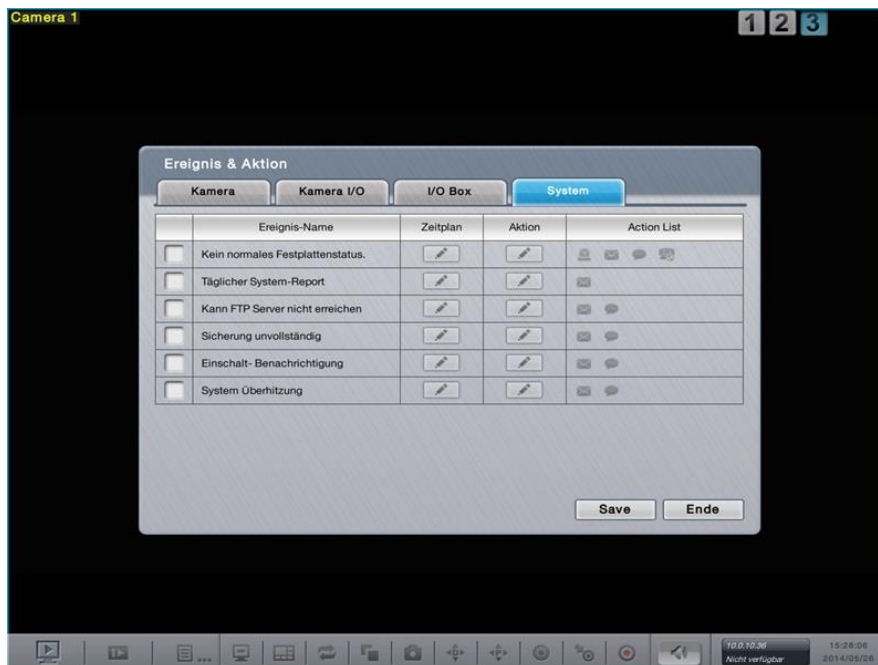 Camera 1
1 2 3
Ereignis & Aktion
Kamera Kamera I/O I/O Box System
Ereignis-Name Zeitplan Aktion Action List
Kein normales Festplattenstatus.
Täglicher System-Report
Kann FTP Server nicht erreichen
Sicherung unvollständig
Einschalt- Benachrichtigung
System Überhitzung
Save Ende
10.0.10.36 15:26:06
Nicht verfügbar 2014/05/26